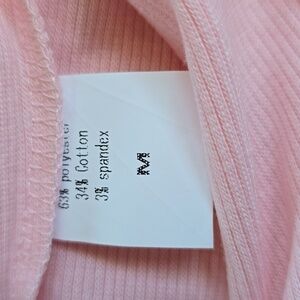 63% polyester
34% Cotton
3% spandex
M